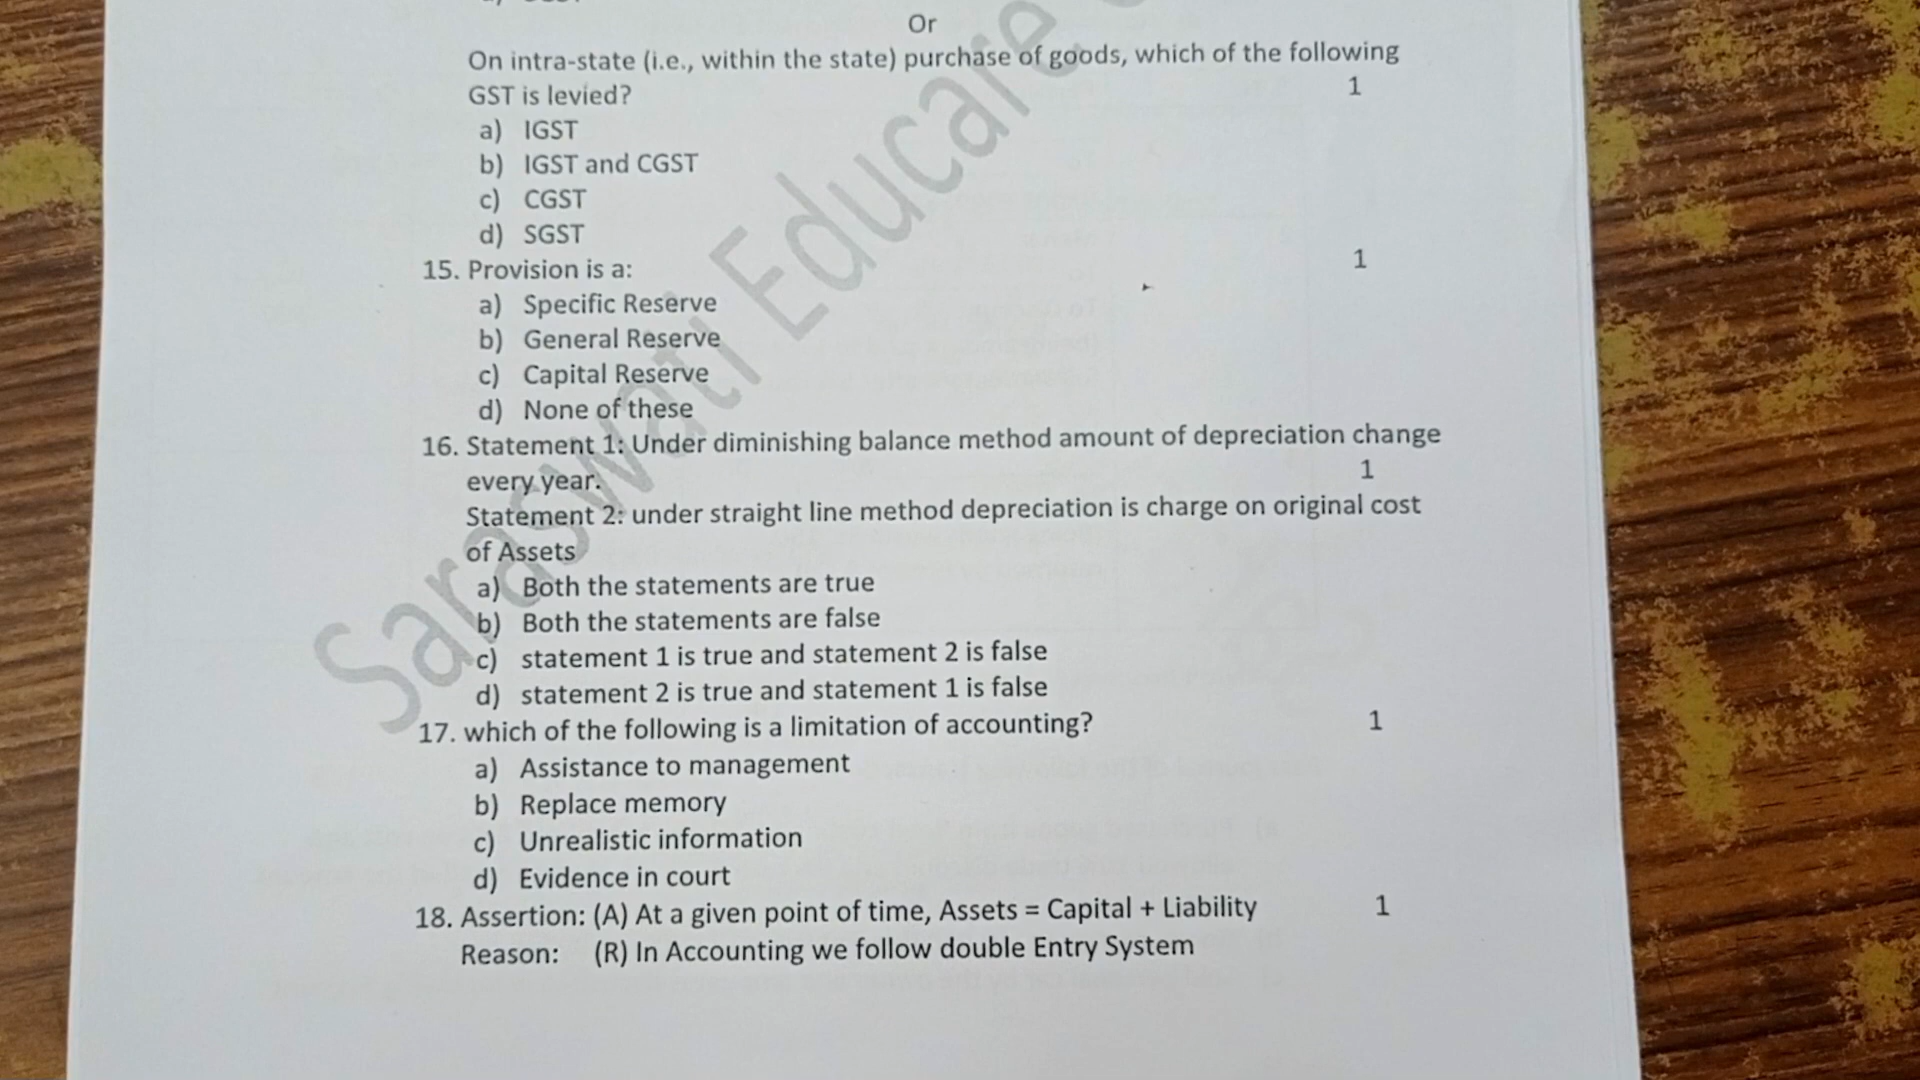 Or
On intra-state (i.e., within the state) purchase of goods, which of the following
GST is levied? 1
a) IGST
b) IGST and CGST
c) CGST
d) SGST
15. Provision is a: 1
a) Specific Reserve
b) General Reserve
c) Capital Reserve
d) None of these
16. Statement 1: Under diminishing balance method amount of depreciation change
every year. 1
Statement 2: under straight line method depreciation is charge on original cost
of Assets
a) Both the statements are true
b) Both the statements are false
c) statement 1 is true and statement 2 is false
d) statement 2 is true and statement 1 is false
17. which of the following is a limitation of accounting? 1
a) Assistance to management
b) Replace memory
c) Unrealistic information
d) Evidence in court
18. Assertion: (A) At a given point of time, Assets = Capital + Liability 1
Reason: (R) In Accounting we follow double Entry System
Saraswati Educare